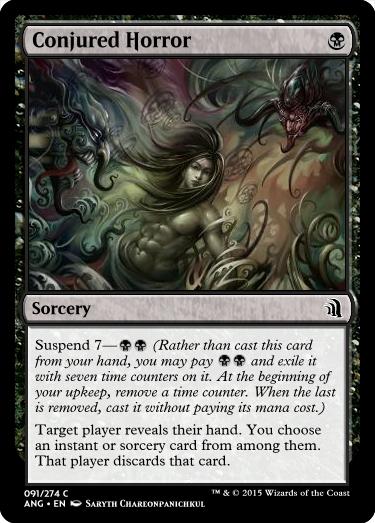 Conjured Horror
Sorcery
Suspend 7—(Rather than cast this card
from your hand, you may pay and exile it
with seven time counters on it. At the beginning of
your upkeep, remove a time counter. When the last
is removed, cast it without paying its mana cost.)
Target player reveals their hand. You choose
an instant or sorcery card from among them.
That player discards that card.
091/274 C
ANG • EN Saryth Chareonpanichkul
™ & © 2015 Wizards of the Coast